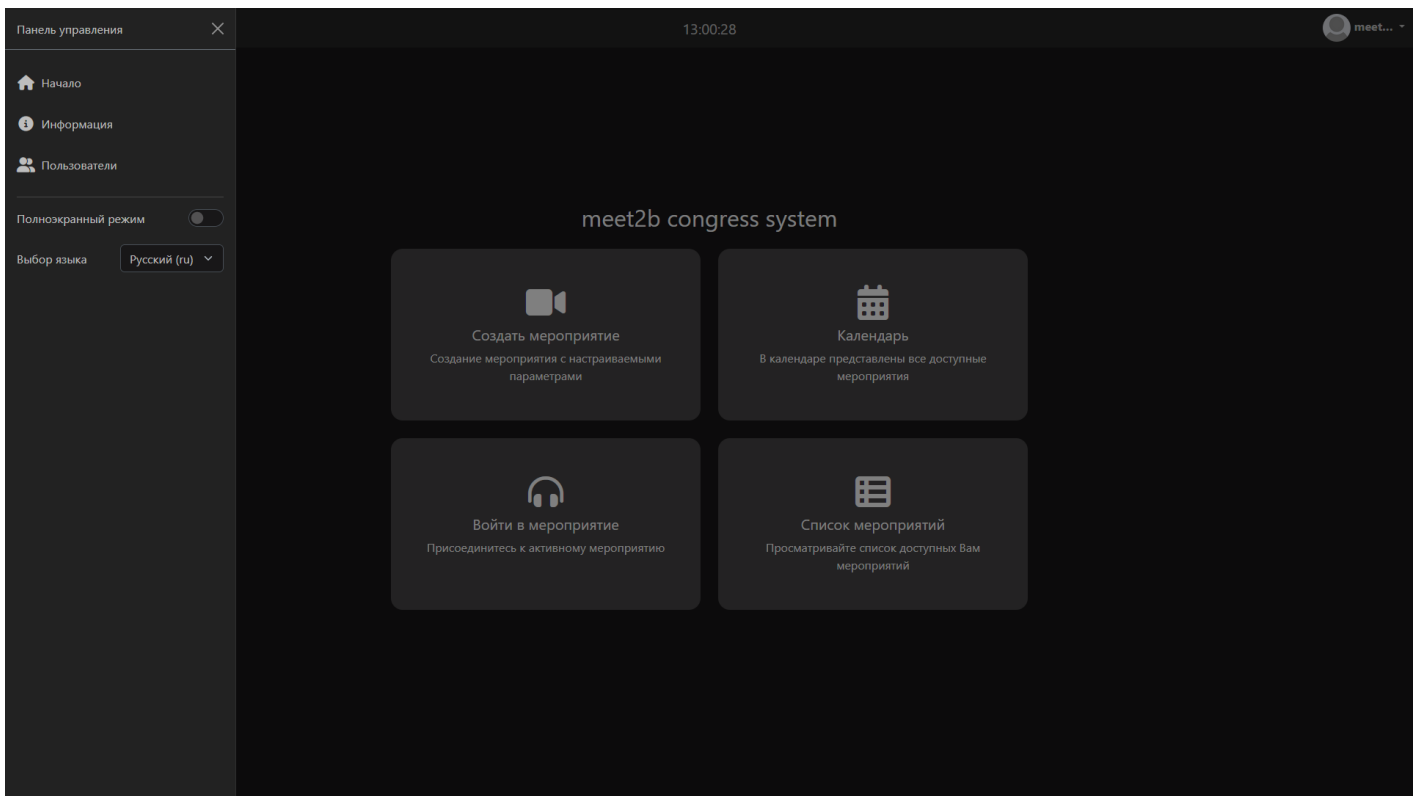 Панель управления
13:00:28
meet...
Начало
Информация
Пользователи
Полноэкранный режим
Выбор языка
Русский (ru)
meet2b congress system
Создать мероприятие
Создание мероприятия с настраиваемыми
параметрами
Календарь
В календаре представлены все доступные
мероприятия
Войти в мероприятие
Присоединитесь к активному мероприятию
Список мероприятий
Просматривайте список доступных Вам
мероприятий